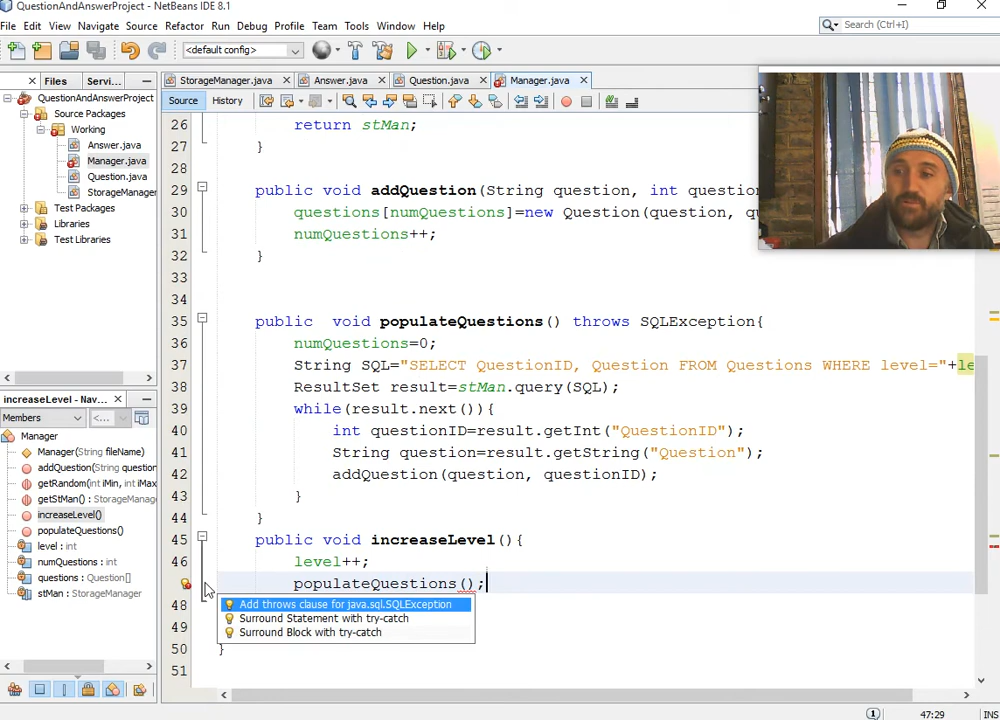 QuestionAndAnswerProject - NetBeans IDE 8.1
File Edit View Navigate Source Refactor Run Debug Profile Team Tools Window Help
Search (Ctrl+I)
<default config>
Files Servi...
StorageManager.java Answer.java Question.java Manager.java
QuestionAndAnswerProject
Source Packages
Working
Answer.java
Manager.java
Question.java
StorageManager
Test Packages
Libraries
Test Libraries
Source History
26 return stMan;
27 }
28
29 public void addQuestion(String question, int question
30 questions[numQuestions]=new Question(question, qu
31 numQuestions++;
32 }
33
34
35 public void populateQuestions() throws SQLException{
36 numQuestions=0;
37 String SQL="SELECT QuestionID, Question FROM Questions WHERE level="+le
38 ResultSet result=stMan.query(SQL);
39 while(result.next()){
40 int questionID=result.getInt("QuestionID");
41 String question=result.getString("Question");
42 addQuestion(question, questionID);
43 }
44 }
45 public void increaseLevel(){
46 level++;
populateQuestions();
Add throws clause for java.sql.SQLException
Surround Statement with try-catch
Surround Block with try-catch
48
49
50 }
51
increaseLevel - Nav...
Members <...
Manager
Manager(String fileName)
addQuestion(String question
getRandom(int iMin, int iMax
getStMan() : StorageManage
increaseLevel()
populateQuestions()
level : int
numQuestions : int
questions : Question[]
stMan : StorageManager
1 47:29 INS